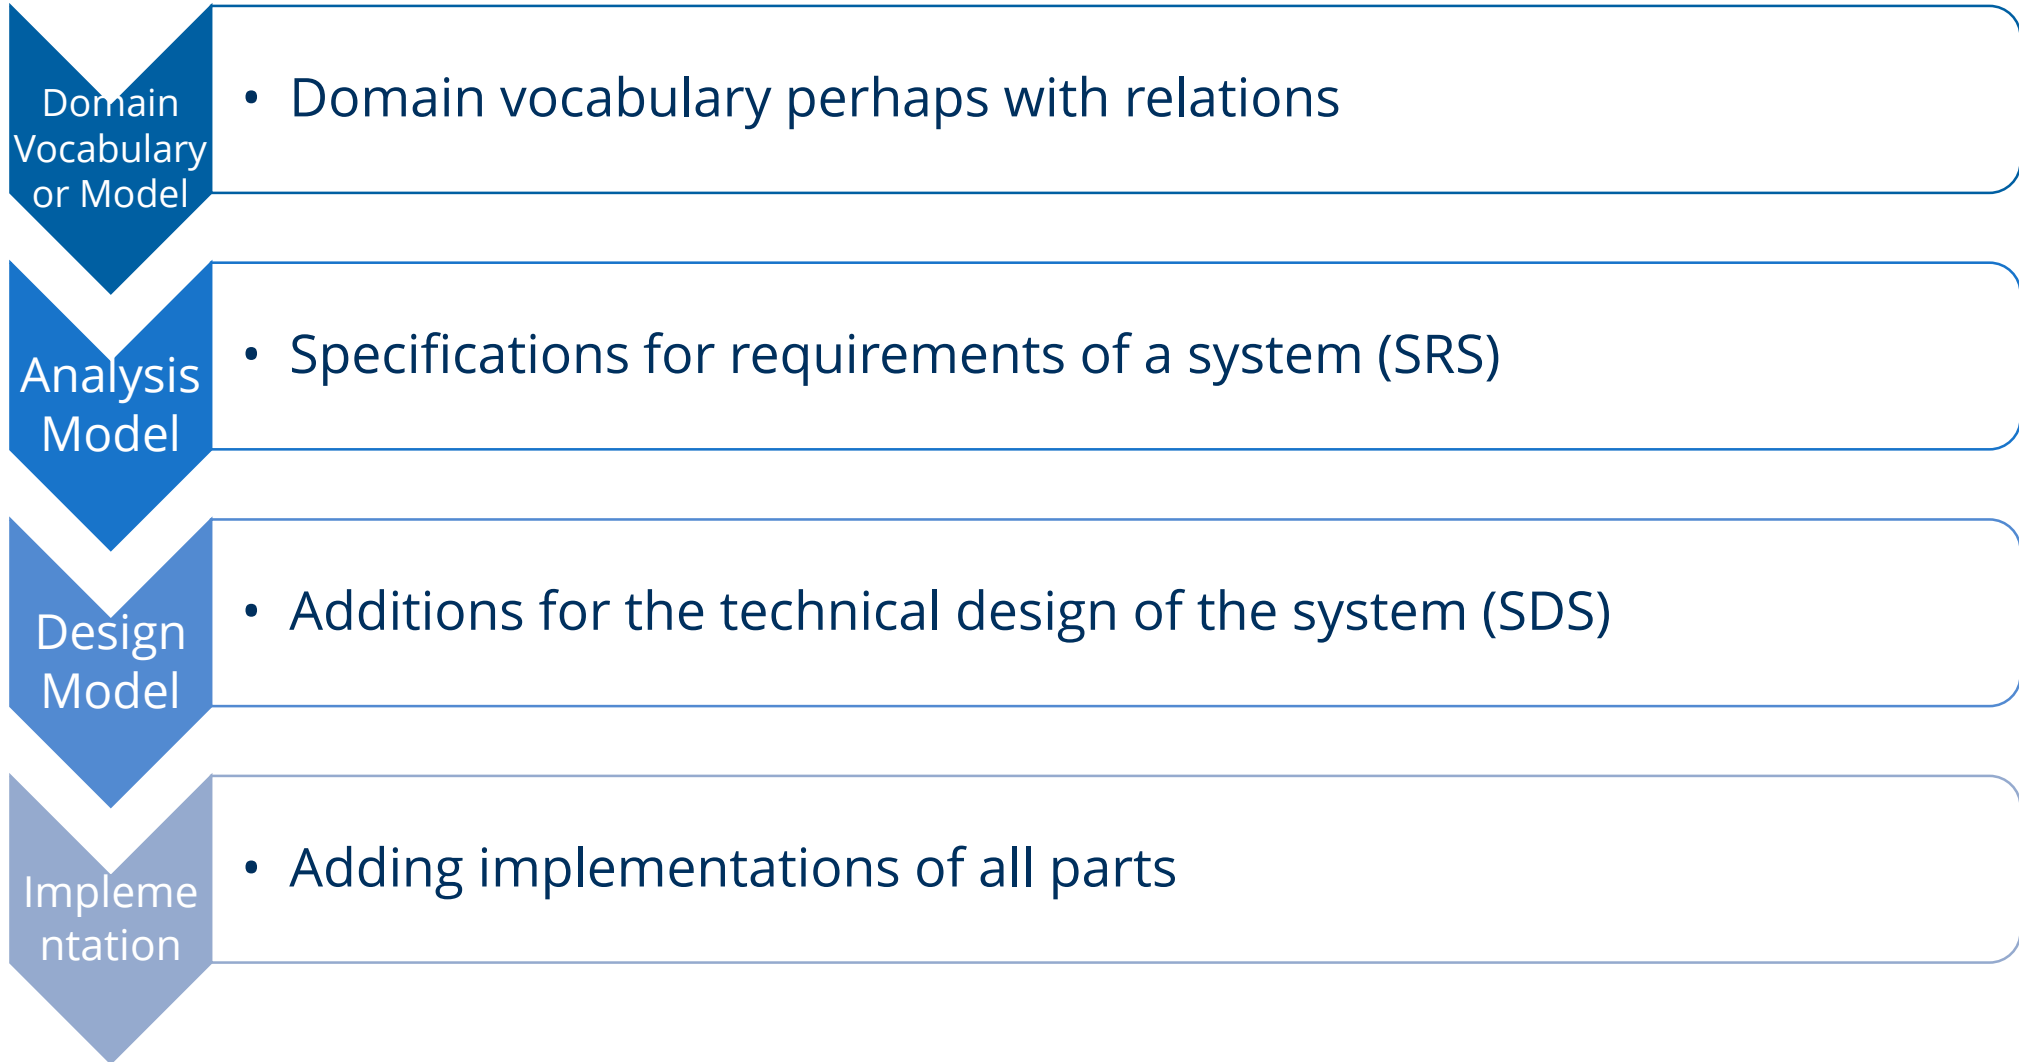 Domain
Vocabulary
or Model
• Domain vocabulary perhaps with relations
Analysis
Model
• Specifications for requirements of a system (SRS)
Design
Model
• Additions for the technical design of the system (SDS)
Impleme
ntation
• Adding implementations of all parts